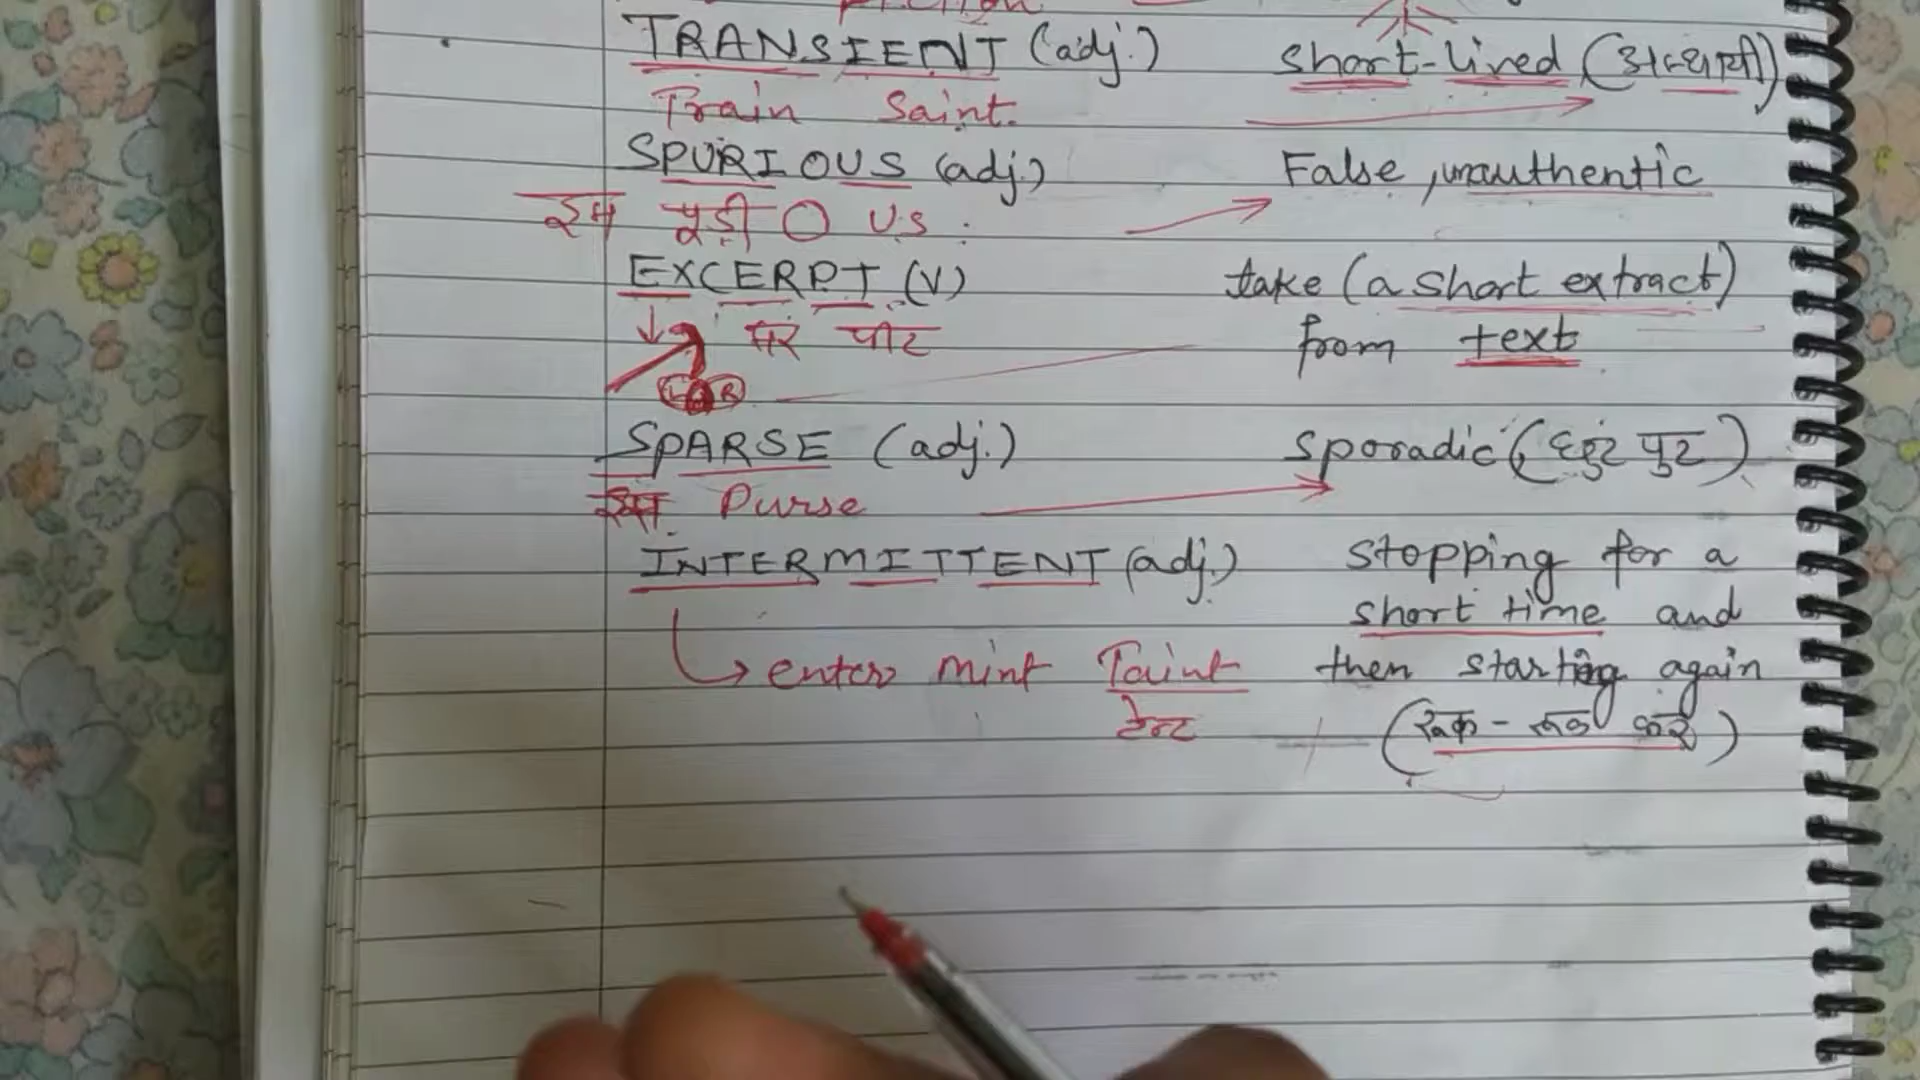 TRANSIENT (adj.) short-lived (अस्थायी)
Train Saint.
SPURIOUS (adj.) False, unauthentic
पूड़ी O US
EXCERPT (V) take (a short extract)
from text
L R
SPARSE (adj.) sporadic (छुट पुट)
Purse
INTERMITTENT (adj.) stopping for a
short time and
enter mint Taint then starting again
टेन्ट (रुक - रुक कर)